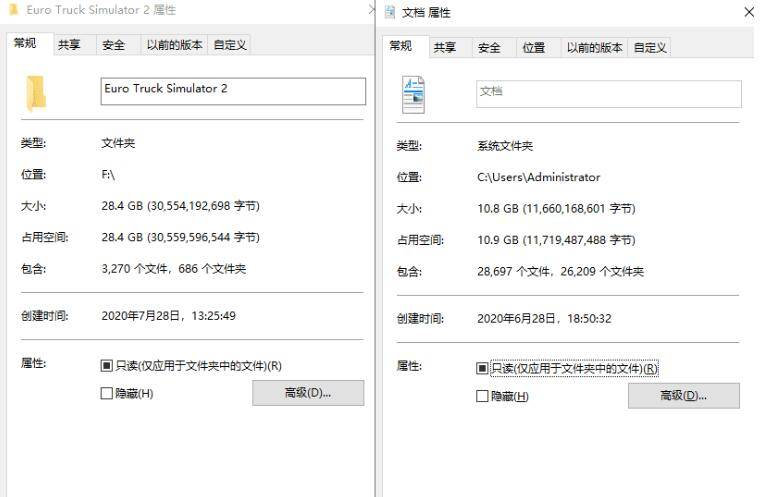 Euro Truck Simulator 2 属性
常规 共享 安全 以前的版本 自定义
Euro Truck Simulator 2
类型: 文件夹
位置: F:\
大小: 28.4 GB (30,554,192,698 字节)
占用空间: 28.4 GB (30,559,596,544 字节)
包含: 3,270 个文件，686 个文件夹
创建时间: 2020年7月28日，13:25:49
属性: 只读(仅应用于文件夹中的文件)(R)
隐藏(H) 高级(D)...
文档 属性
常规 共享 安全 位置 以前的版本 自定义
文档
类型: 系统文件夹
位置: C:\Users\Administrator
大小: 10.8 GB (11,660,168,601 字节)
占用空间: 10.9 GB (11,719,487,488 字节)
包含: 28,697 个文件，26,209 个文件夹
创建时间: 2020年6月28日，18:50:32
属性: 只读(仅应用于文件夹中的文件)(R)
隐藏(H) 高级(D)...